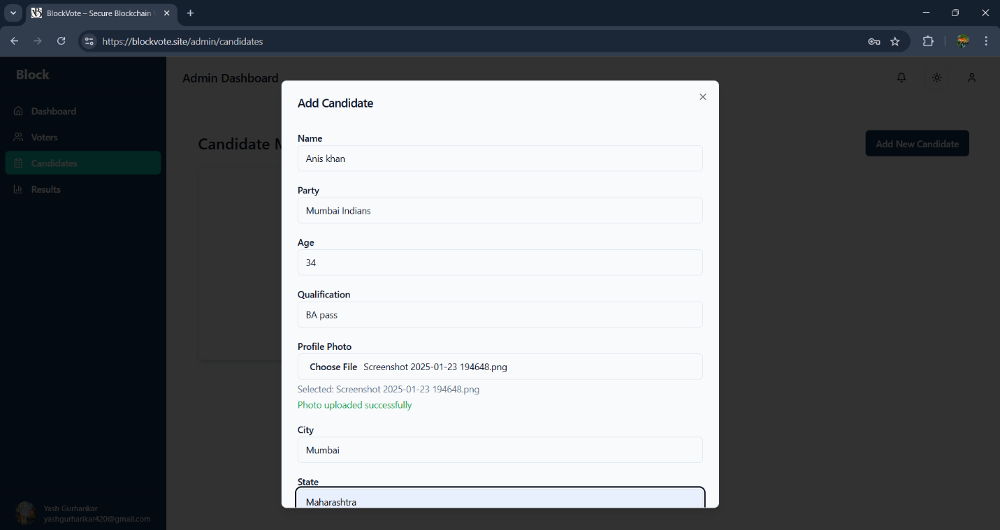 BlockVote – Secure Blockchain
https://blockvote.site/admin/candidates
Block
Admin Dashboard
Dashboard
Voters
Candidates
Results
Candidate
Add New Candidate
Add Candidate
Name
Anis khan
Party
Mumbai Indians
Age
34
Qualification
BA pass
Profile Photo
Choose File Screenshot 2025-01-23 194648.png
Selected: Screenshot 2025-01-23 194648.png
Photo uploaded successfully
City
Mumbai
State
Maharashtra
Yash Gurharikar
yashgurharikar420@gmail.com